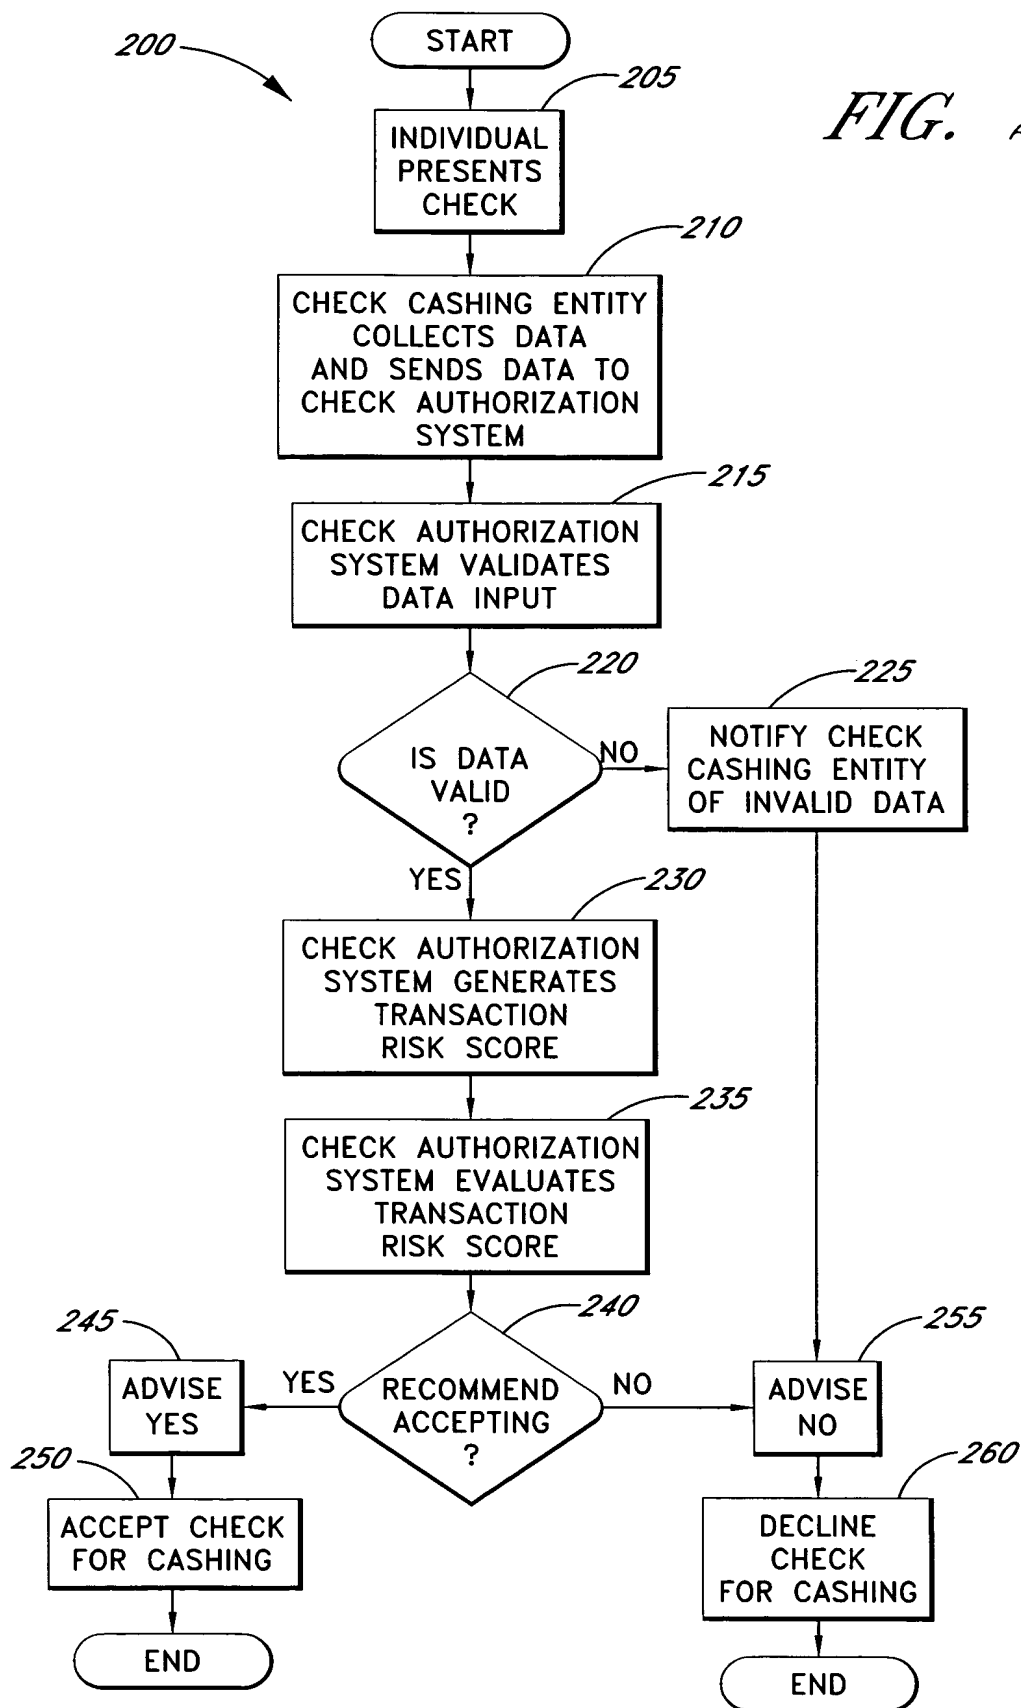 START
200
205
FIG.
INDIVIDUAL
PRESENTS
CHECK
210
CHECK CASHING ENTITY
COLLECTS DATA
AND SENDS DATA TO
CHECK AUTHORIZATION
SYSTEM
215
CHECK AUTHORIZATION
SYSTEM VALIDATES
DATA INPUT
220
IS DATA
VALID
?
NO
225
NOTIFY CHECK
CASHING ENTITY
OF INVALID DATA
YES
230
CHECK AUTHORIZATION
SYSTEM GENERATES
TRANSACTION
RISK SCORE
235
CHECK AUTHORIZATION
SYSTEM EVALUATES
TRANSACTION
RISK SCORE
240
RECOMMEND
ACCEPTING
?
YES
NO
245
ADVISE
YES
255
ADVISE
NO
250
ACCEPT CHECK
FOR CASHING
260
DECLINE
CHECK
FOR CASHING
END
END